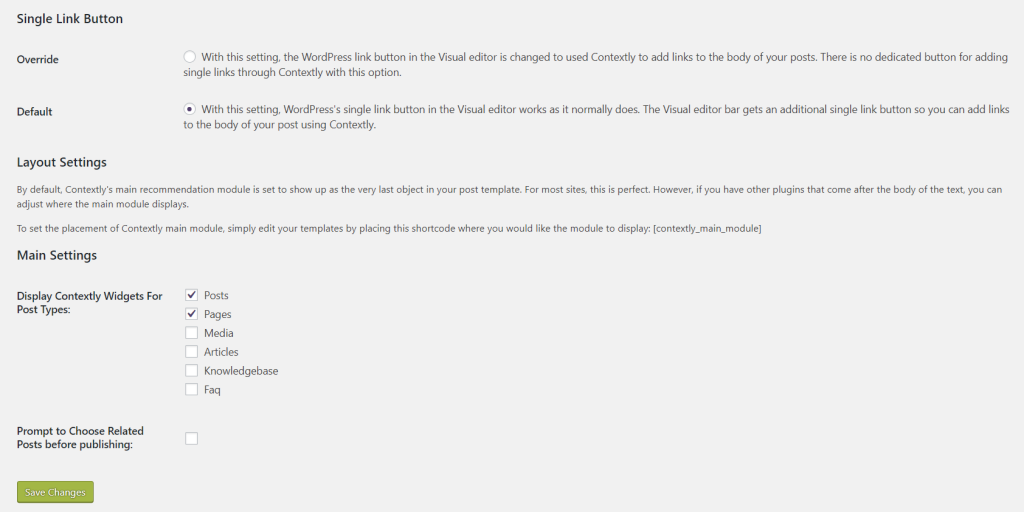 Single Link Button
Override
With this setting, the WordPress link button in the Visual editor is changed to used Contextly to add links to the body of your posts. There is no dedicated button for adding
single links through Contextly with this option.
Default
With this setting, WordPress's single link button in the Visual editor works as it normally does. The Visual editor bar gets an additional single link button so you can add links
to the body of your post using Contextly.
Layout Settings
By default, Contextly's main recommendation module is set to show up as the very last object in your post template. For most sites, this is perfect. However, if you have other plugins that come after the body of the text, you can
adjust where the main module displays.
To set the placement of Contextly main module, simply edit your templates by placing this shortcode where you would like the module to display: [contextly_main_module]
Main Settings
Display Contextly Widgets For
Post Types:
Posts
Pages
Media
Articles
Knowledgebase
Faq
Prompt to Choose Related
Posts before publishing:
Save Changes